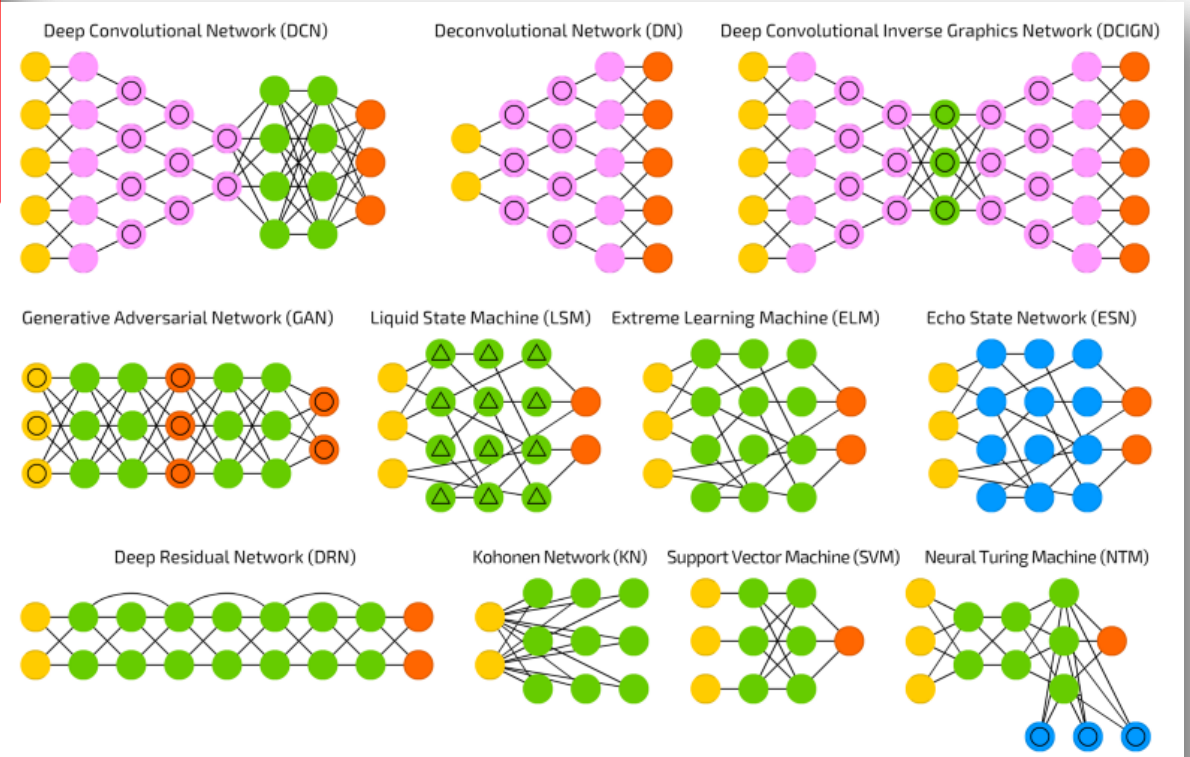 Deep Convolutional Network (DCN)
Deconvolutional Network (DN)
Deep Convolutional Inverse Graphics Network (DCIGN)
Generative Adversarial Network (GAN)
Liquid State Machine (LSM)
Extreme Learning Machine (ELM)
Echo State Network (ESN)
Deep Residual Network (DRN)
Kohonen Network (KN)
Support Vector Machine (SVM)
Neural Turing Machine (NTM)